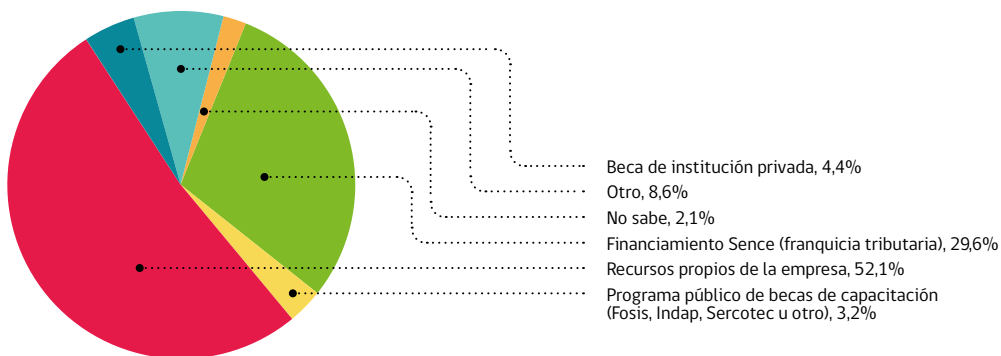 Beca de institución privada, 4,4%
Otro, 8,6%
No sabe, 2,1%
Financiamiento Sence (franquicia tributaria), 29,6%
Recursos propios de la empresa, 52,1%
Programa público de becas de capacitación
(Fosis, Indap, Sercotec u otro), 3,2%